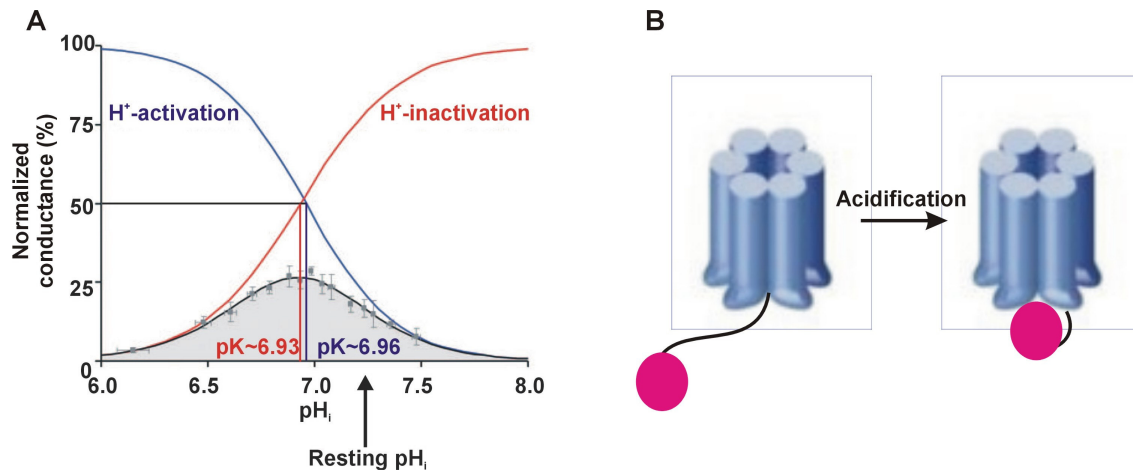 A
B
100
75
50
25
0
Normalized
conductance (%)
H⁺-activation
H⁺-inactivation
pK~6.93
pK~6.96
6.0
6.5
7.0
7.5
8.0
pHᵢ
Resting pHᵢ
Acidification